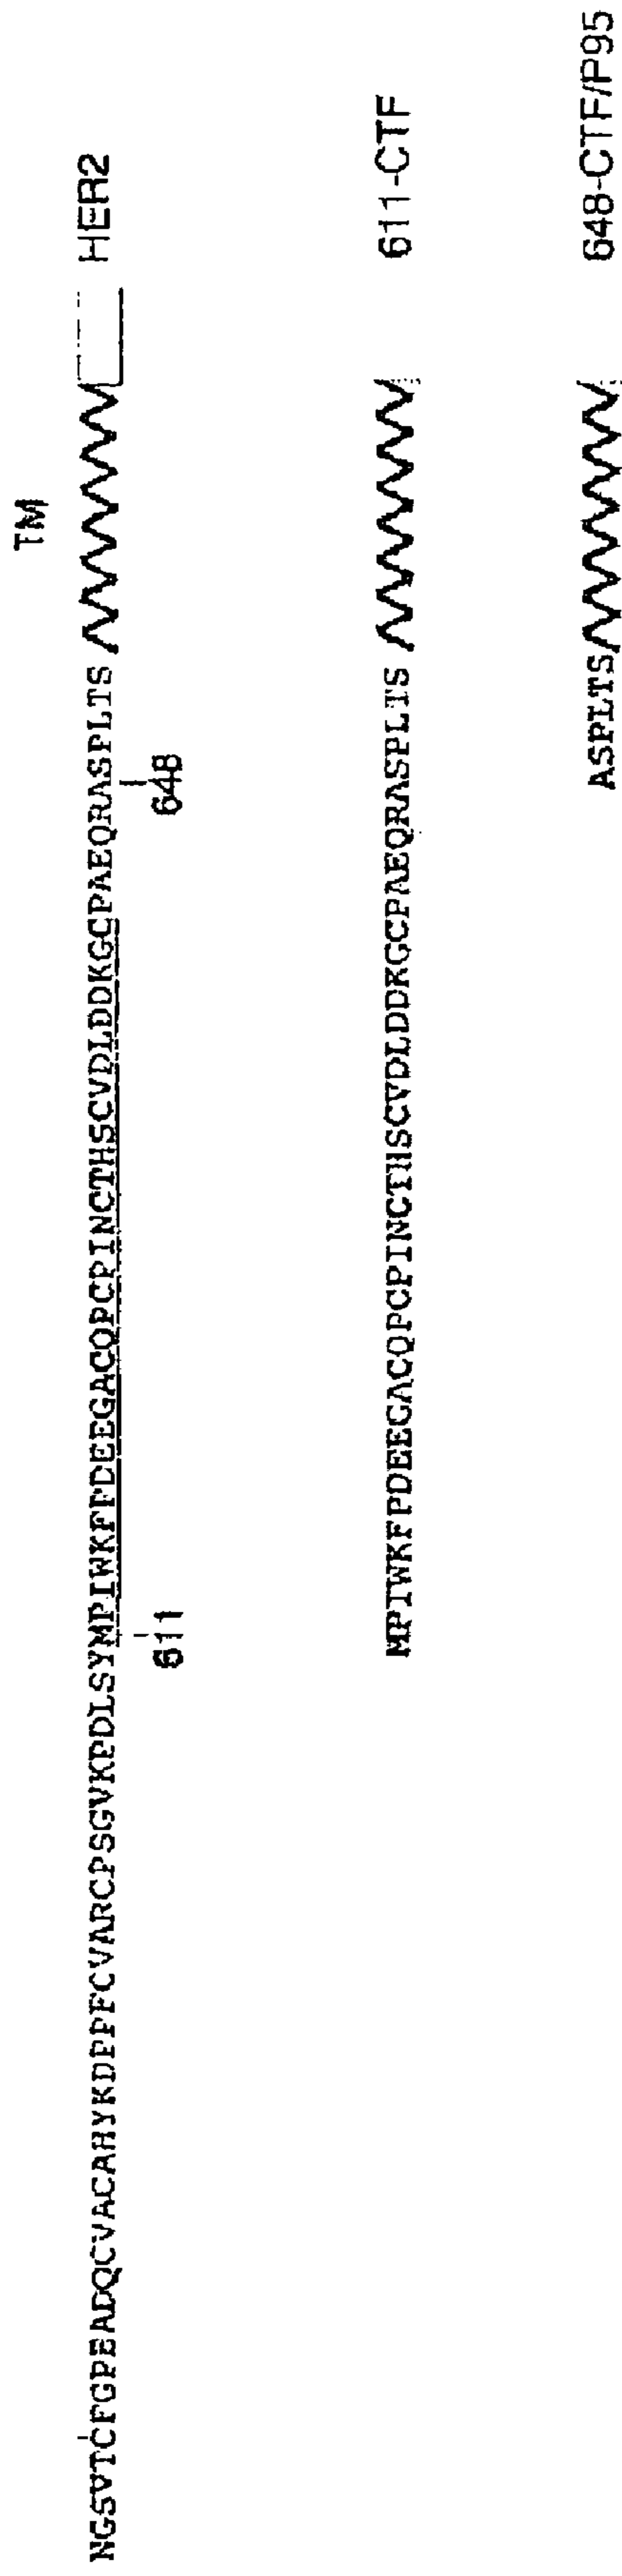 TM
NGSVTCFGPEADQCVACAHYKDPPFCVARCPSGVKPDLSYMPIWKFPDEEGACQPCPINCTHSCVDLDDKGCPAEQRASPLTS HER2
611 648
MPIWKFPDEEGACQPCPINCTHSCVDLDDKGCPAEQRASPLTS 611-CTF
ASPLTS 648-CTF/P95